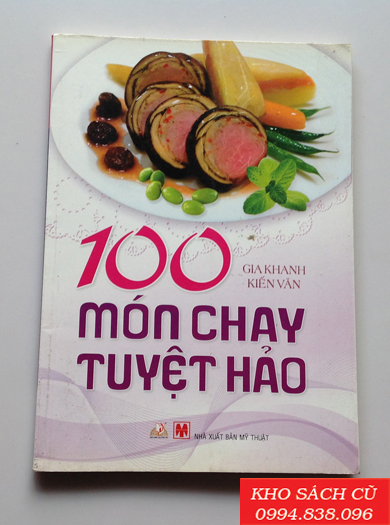 100
GIA KHANH
KIẾN VĂN
MÓN CHAY
TUYỆT HẢO
NHÀ XUẤT BẢN MỸ THUẬT
KHO SÁCH CŨ
0994.838.096